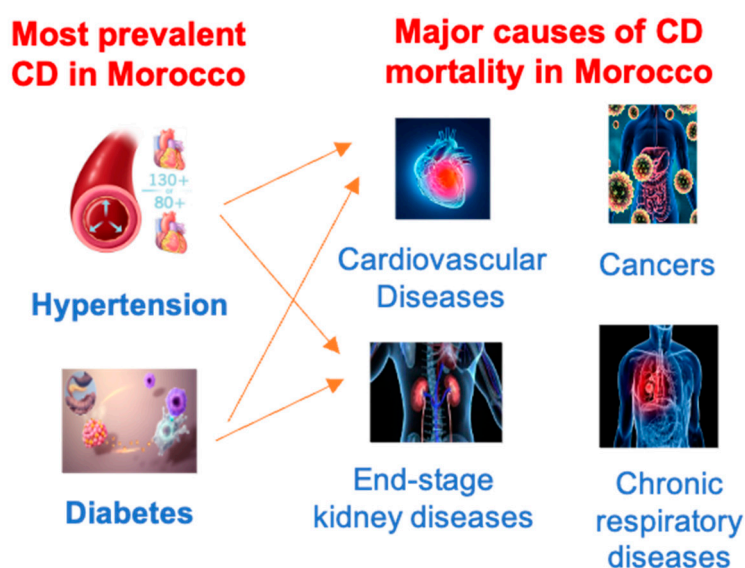 Most prevalent
CD in Morocco
Major causes of CD
mortality in Morocco
130+
or
80+
Hypertension
Diabetes
Cardiovascular
Diseases
Cancers
End-stage
kidney diseases
Chronic
respiratory
diseases